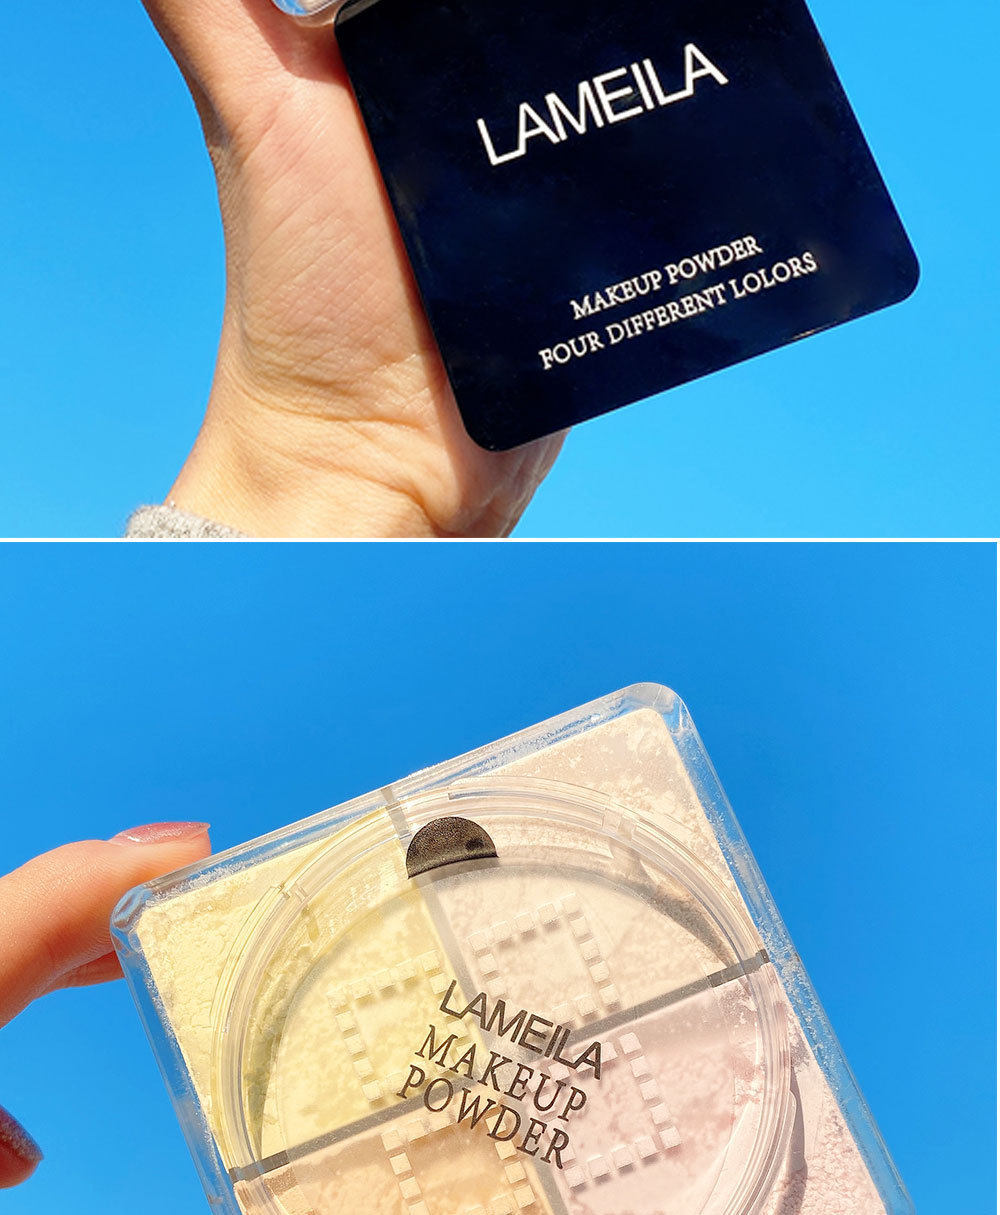 LAMEILA
MAKEUP POWDER
FOUR DIFFERENT LOLORS
LAMEILA
MAKEUP
POWDER